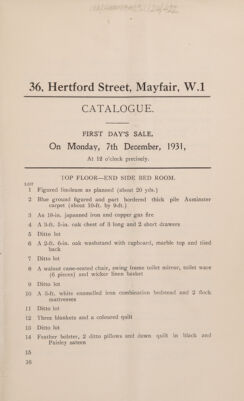 36, Hertford Street, Mayfair, W.1
CATALOGUE.
FIRST DAY'S SALE,
On Monday, 7th December, 1931,
At 12 o'clock precisely.
TOP FLOOR—END SIDE BED ROOM.
LOT
1 Figured linoleum as planned (about 20 yds.)
2 Blue ground figured and part bordered thick pile Axminster
carpet (about 10-ft. by 9-ft.)
3 An 10-in. japanned iron and copper gas fire
4 A 3-ft. 5-in. oak chest of 3 long and 2 short drawers
5 Ditto lot
6 A 2-ft. 6-in. oak washstand with cupboard, marble top and tiled
back
7 Ditto lot
8 A walnut cane-seated chair, swing frame toilet mirror, toilet ware
(6 pieces) and wicker linen basket
9 Ditto lot
10 A 3-ft. white enamelled iron combination bedstead and 2 flock
mattresses
11 Ditto lot
12 Three blankets and a coloured quilt
13 Ditto lot
14 Feather bolster, 2 ditto pillows and down quilt in black and
Paisley sateen
15
16